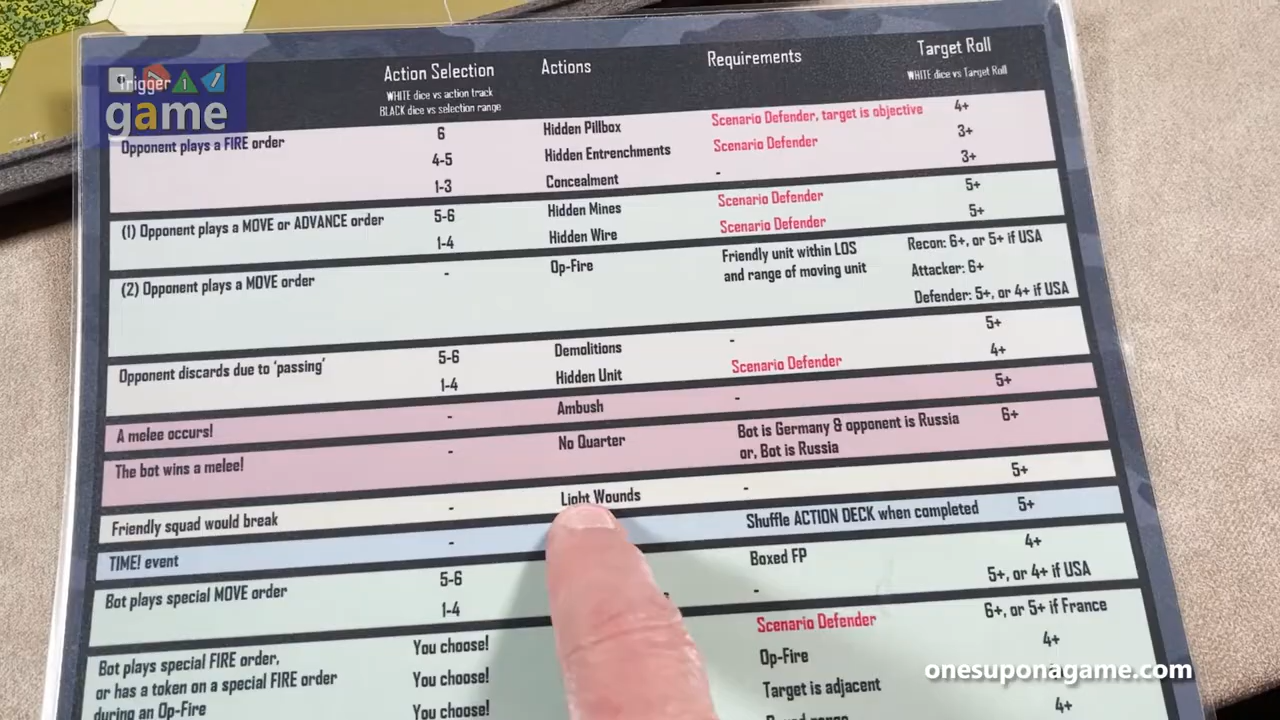 game
Trigger
Action Selection
WHITE dice vs action track
BLACK dice vs selection range
Actions
Requirements
Target Roll
WHITE dice vs Target Roll
Opponent plays a FIRE order
6
Hidden Pillbox
Scenario Defender, target is objective
4+
4-5
Hidden Entrenchments
Scenario Defender
3+
1-3
Concealment
-
3+
(1) Opponent plays a MOVE or ADVANCE order
5-6
Hidden Mines
Scenario Defender
5+
1-4
Hidden Wire
Scenario Defender
5+
(2) Opponent plays a MOVE order
-
Op-Fire
Friendly unit within LOS
and range of moving unit
Recon: 6+, or 5+ if USA
Attacker: 6+
Defender: 5+, or 4+ if USA
Opponent discards due to 'passing'
5-6
Demolitions
-
5+
1-4
Hidden Unit
Scenario Defender
4+
A melee occurs!
-
Ambush
-
5+
The bot wins a melee!
-
No Quarter
Bot is Germany & opponent is Russia
or, Bot is Russia
6+
Friendly squad would break
-
Light Wounds
-
5+
TIME! event
-
Shuffle ACTION DECK when completed
5+
Bot plays special MOVE order
5-6
Boxed FP
4+
1-4
-
5+, or 4+ if USA
Bot plays special FIRE order,
or has a token on a special FIRE order
during an Op-Fire
You choose!
Scenario Defender
6+, or 5+ if France
You choose!
Op-Fire
4+
You choose!
Target is adjacent
4+
onesuponagame.com